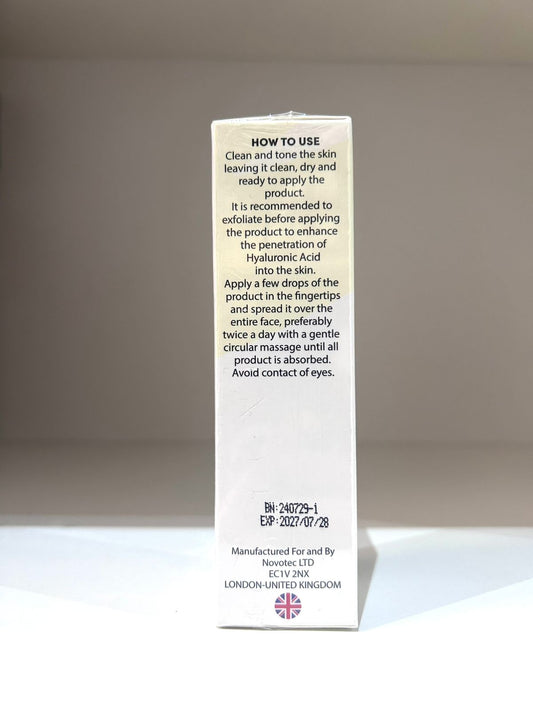 HOW TO USE
Clean and tone the skin
leaving it clean, dry and
ready to apply the
product.
It is recommended to
exfoliate before applying
the product to enhance
the penetration of
Hyaluronic Acid
into the skin.
Apply a few drops of the
product in the fingertips
and spread it over the
entire face, preferably
twice a day with a gentle
circular massage until all
product is absorbed.
Avoid contact of eyes.
BN:240729-1
EXP:2027/07/28
Manufactured For and By
Novotec LTD
EC1V 2NX
LONDON-UNITED KINGDOM